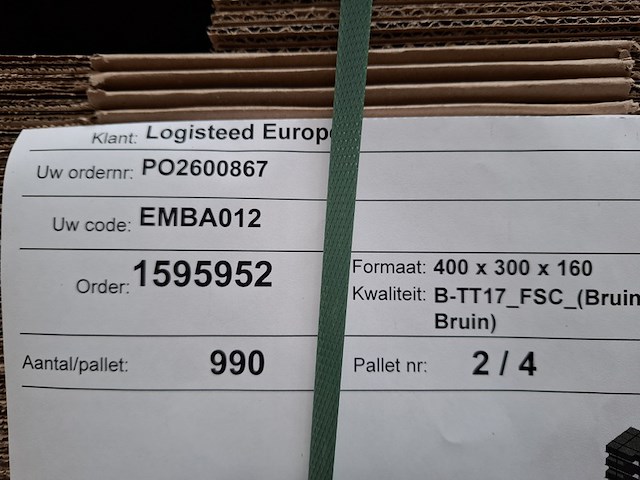 Klant: Logisteed Europe
Uw ordernr: PO2600867
Uw code: EMBA012
Order: 1595952
Formaat: 400 x 300 x 160
Kwaliteit: B-TT17_FSC_(Bruin
Bruin)
Aantal/pallet: 990
Pallet nr: 2 / 4